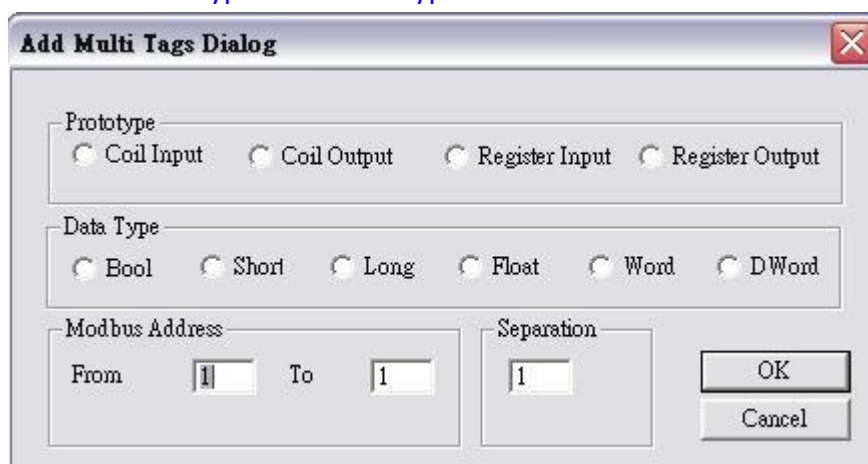 Add Multi Tags Dialog
Prototype
Coil Input Coil Output Register Input Register Output
Data Type
Bool Short Long Float Word DWord
Modbus Address Separation
From 1 To 1 1 OK
Cancel